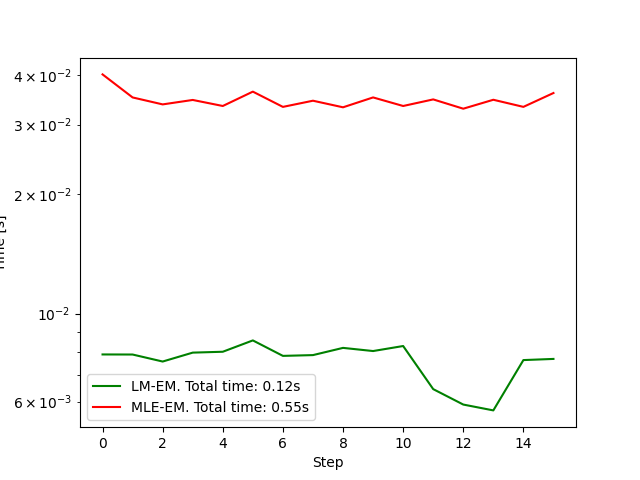 4 × 10⁻²
3 × 10⁻²
2 × 10⁻²
10⁻²
6 × 10⁻³
Time [s]
LM-EM. Total time: 0.12s
MLE-EM. Total time: 0.55s
0 2 4 6 8 10 12 14
Step